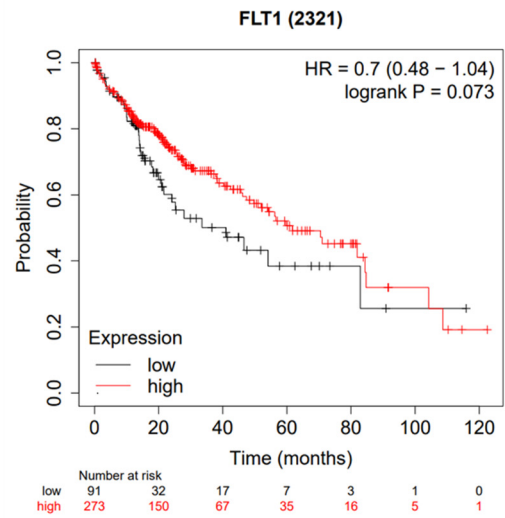 FLT1 (2321)
HR = 0.7 (0.48 − 1.04)
logrank P = 0.073
Probability
1.0
0.8
0.6
0.4
0.2
0.0
Expression
low
high
0 20 40 60 80 100 120
Time (months)
Number at risk
low 91 32 17 7 3 1 0
high 273 150 67 35 16 5 1